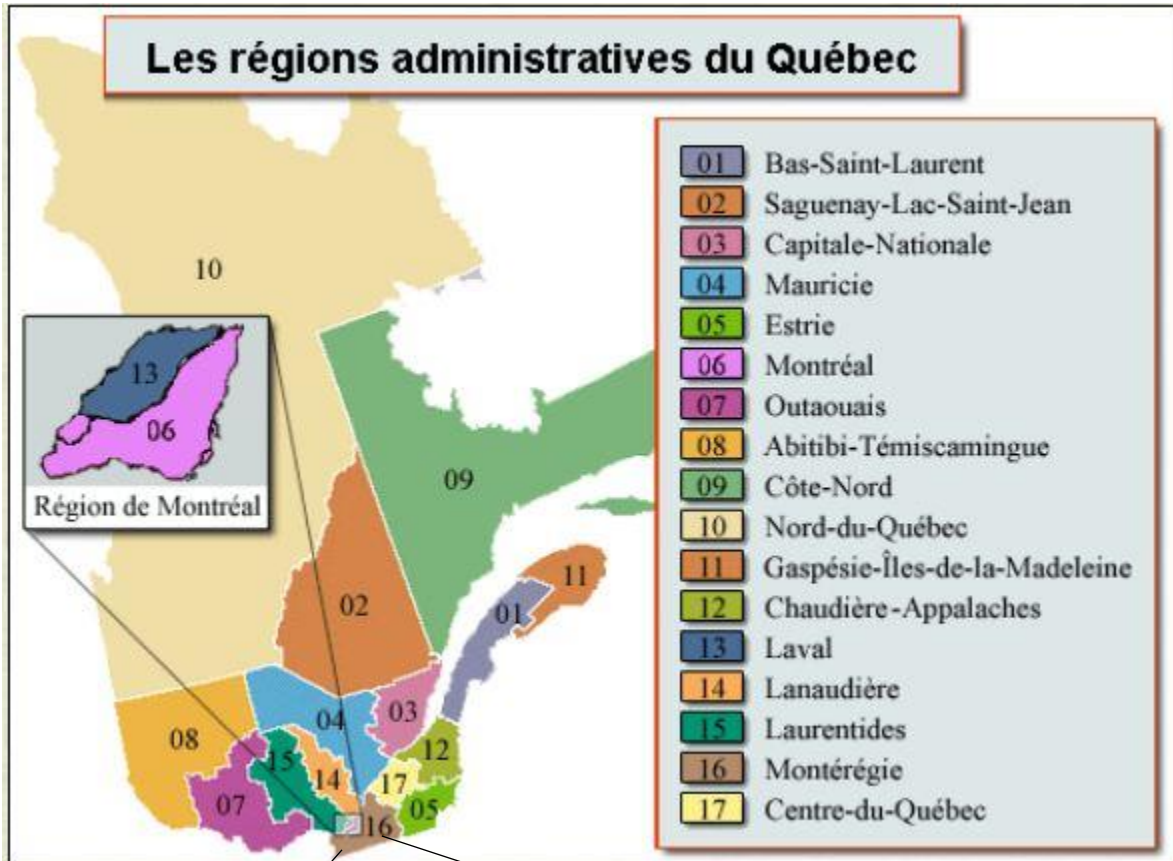 Les régions administratives du Québec
01 Bas-Saint-Laurent
02 Saguenay-Lac-Saint-Jean
03 Capitale-Nationale
04 Mauricie
05 Estrie
06 Montréal
07 Outaouais
08 Abitibi-Témiscamingue
09 Côte-Nord
10 Nord-du-Québec
11 Gaspésie-Îles-de-la-Madeleine
12 Chaudière-Appalaches
13 Laval
14 Lanaudière
15 Laurentides
16 Montérégie
17 Centre-du-Québec
10
13
06
Région de Montréal
09
11
02
01
04
03
08
12
15
14
17
07
05
16